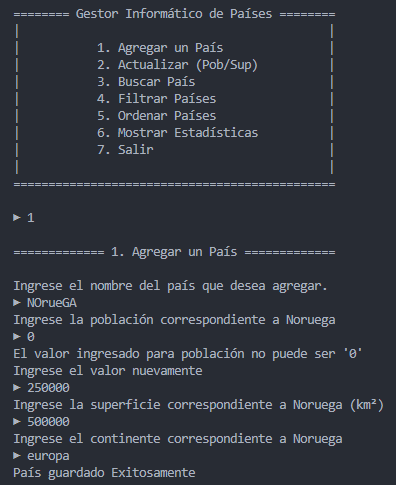 ======== Gestor Informático de Países ========
|                                            |
|           1. Agregar un País               |
|           2. Actualizar (Pob/Sup)          |
|           3. Buscar País                   |
|           4. Filtrar Países                |
|           5. Ordenar Países                |
|           6. Mostrar Estadísticas          |
|           7. Salir                         |
|                                            |
==============================================
► 1
============= 1. Agregar un País =============
Ingrese el nombre del país que desea agregar.
► NOrueGA
Ingrese la población correspondiente a Noruega
► 0
El valor ingresado para población no puede ser '0'
Ingrese el valor nuevamente
► 250000
Ingrese la superficie correspondiente a Noruega (km²)
► 500000
Ingrese el continente correspondiente a Noruega
► europa
País guardado Exitosamente